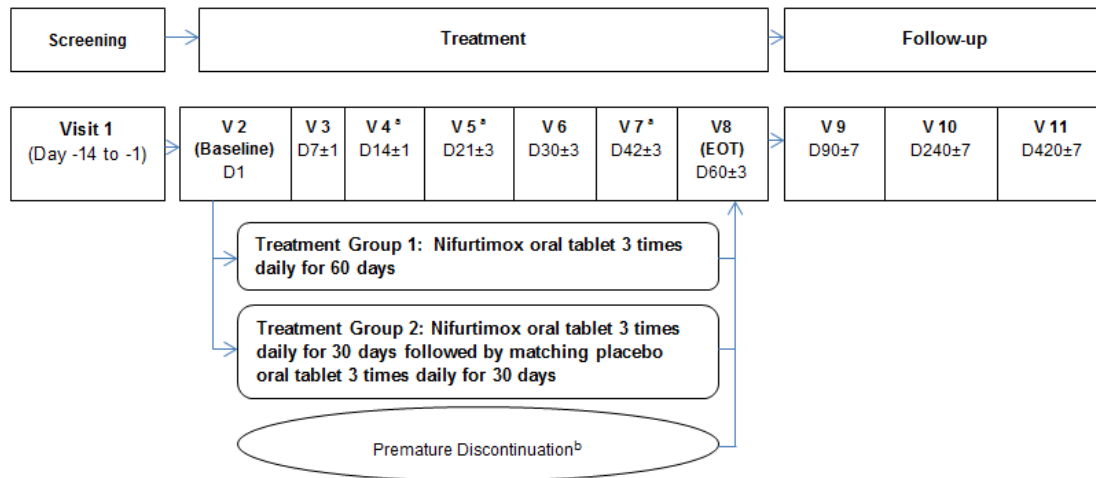 Screening
Treatment
Follow-up
Visit 1
(Day -14 to -1)
V 2
(Baseline)
D1
V 3
D7±1
V 4 ª
D14±1
V 5 ª
D21±3
V 6
D30±3
V 7 ª
D42±3
V8
(EOT)
D60±3
V 9
D90±7
V 10
D240±7
V 11
D420±7
Treatment Group 1: Nifurtimox oral tablet 3 times
daily for 60 days
Treatment Group 2: Nifurtimox oral tablet 3 times
daily for 30 days followed by matching placebo
oral tablet 3 times daily for 30 days
Premature Discontinuationᵇ